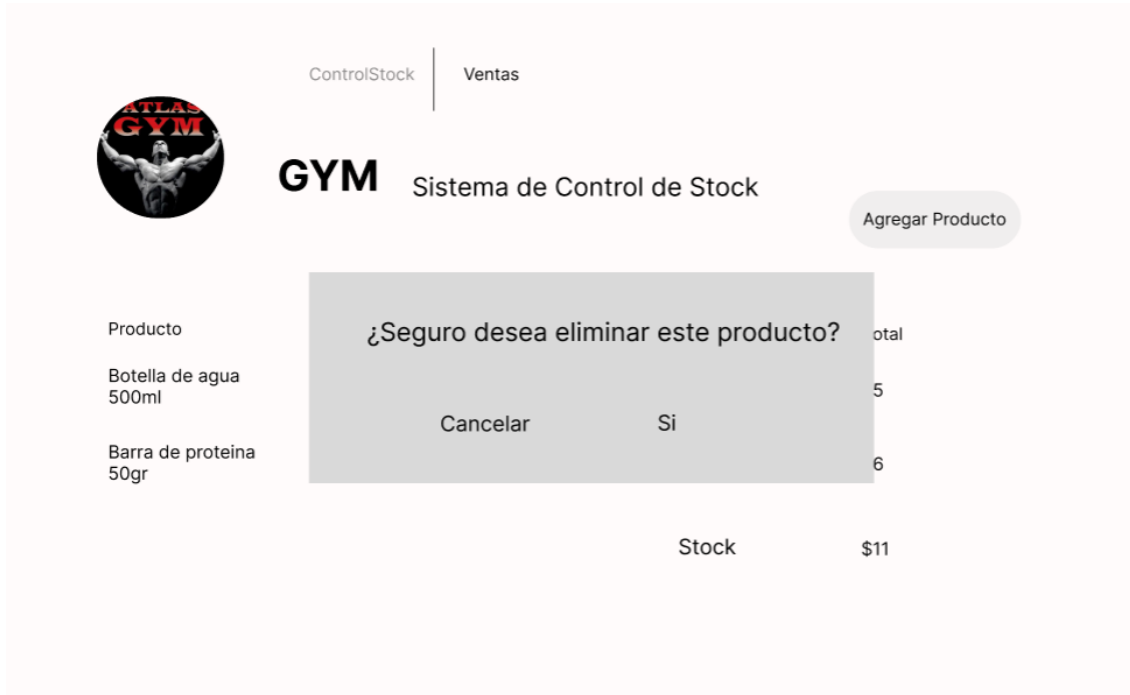 ControlStock
Ventas
ATLAS
GYM
GYM
Sistema de Control de Stock
Agregar Producto
¿Seguro desea eliminar este producto?
Producto
otal
Botella de agua
500ml
5
Cancelar
Si
Barra de proteina
50gr
6
Stock
$11